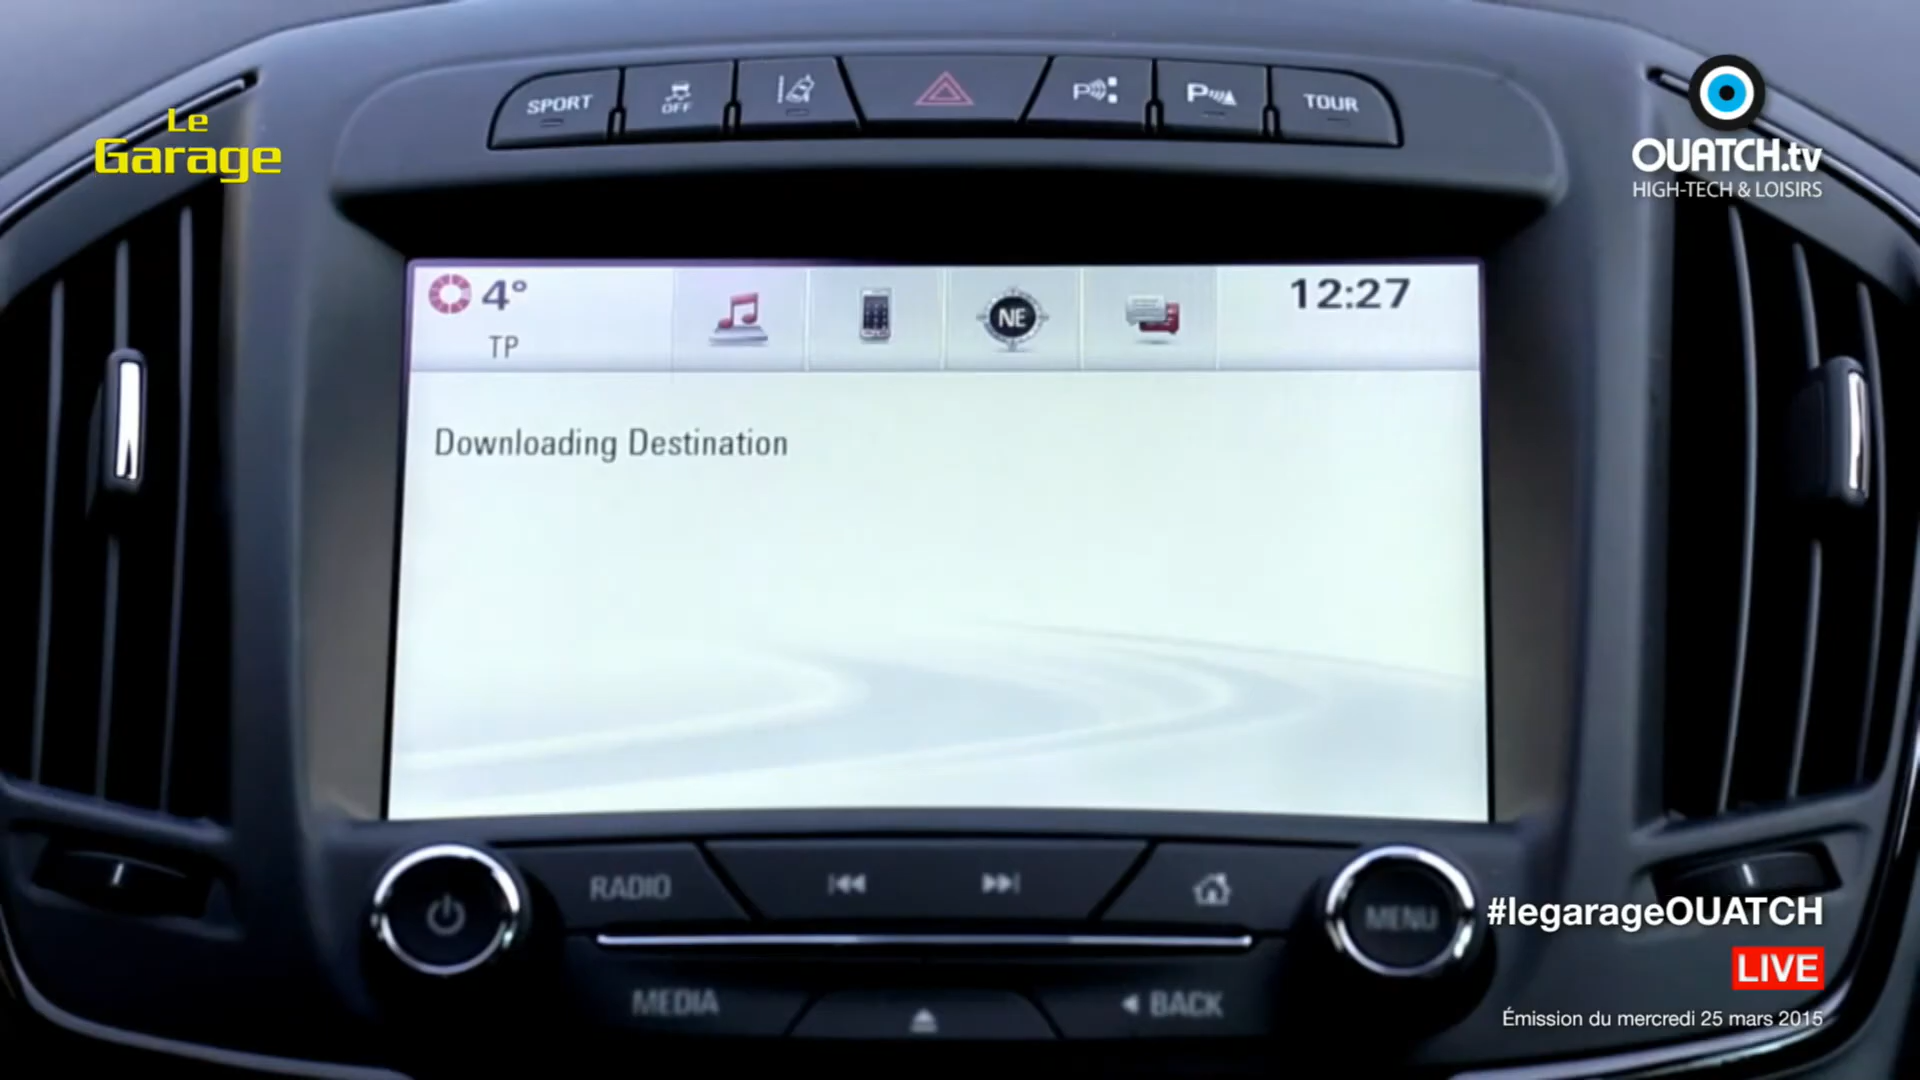 SPORT
OFF
P
P
TOUR
Le
Garage
OUATCH.tv
HIGH-TECH & LOISIRS
4°
TP
NE
12:27
Downloading Destination
RADIO
MENU
MEDIA
BACK
#legarageOUATCH
LIVE
Émission du mercredi 25 mars 2015